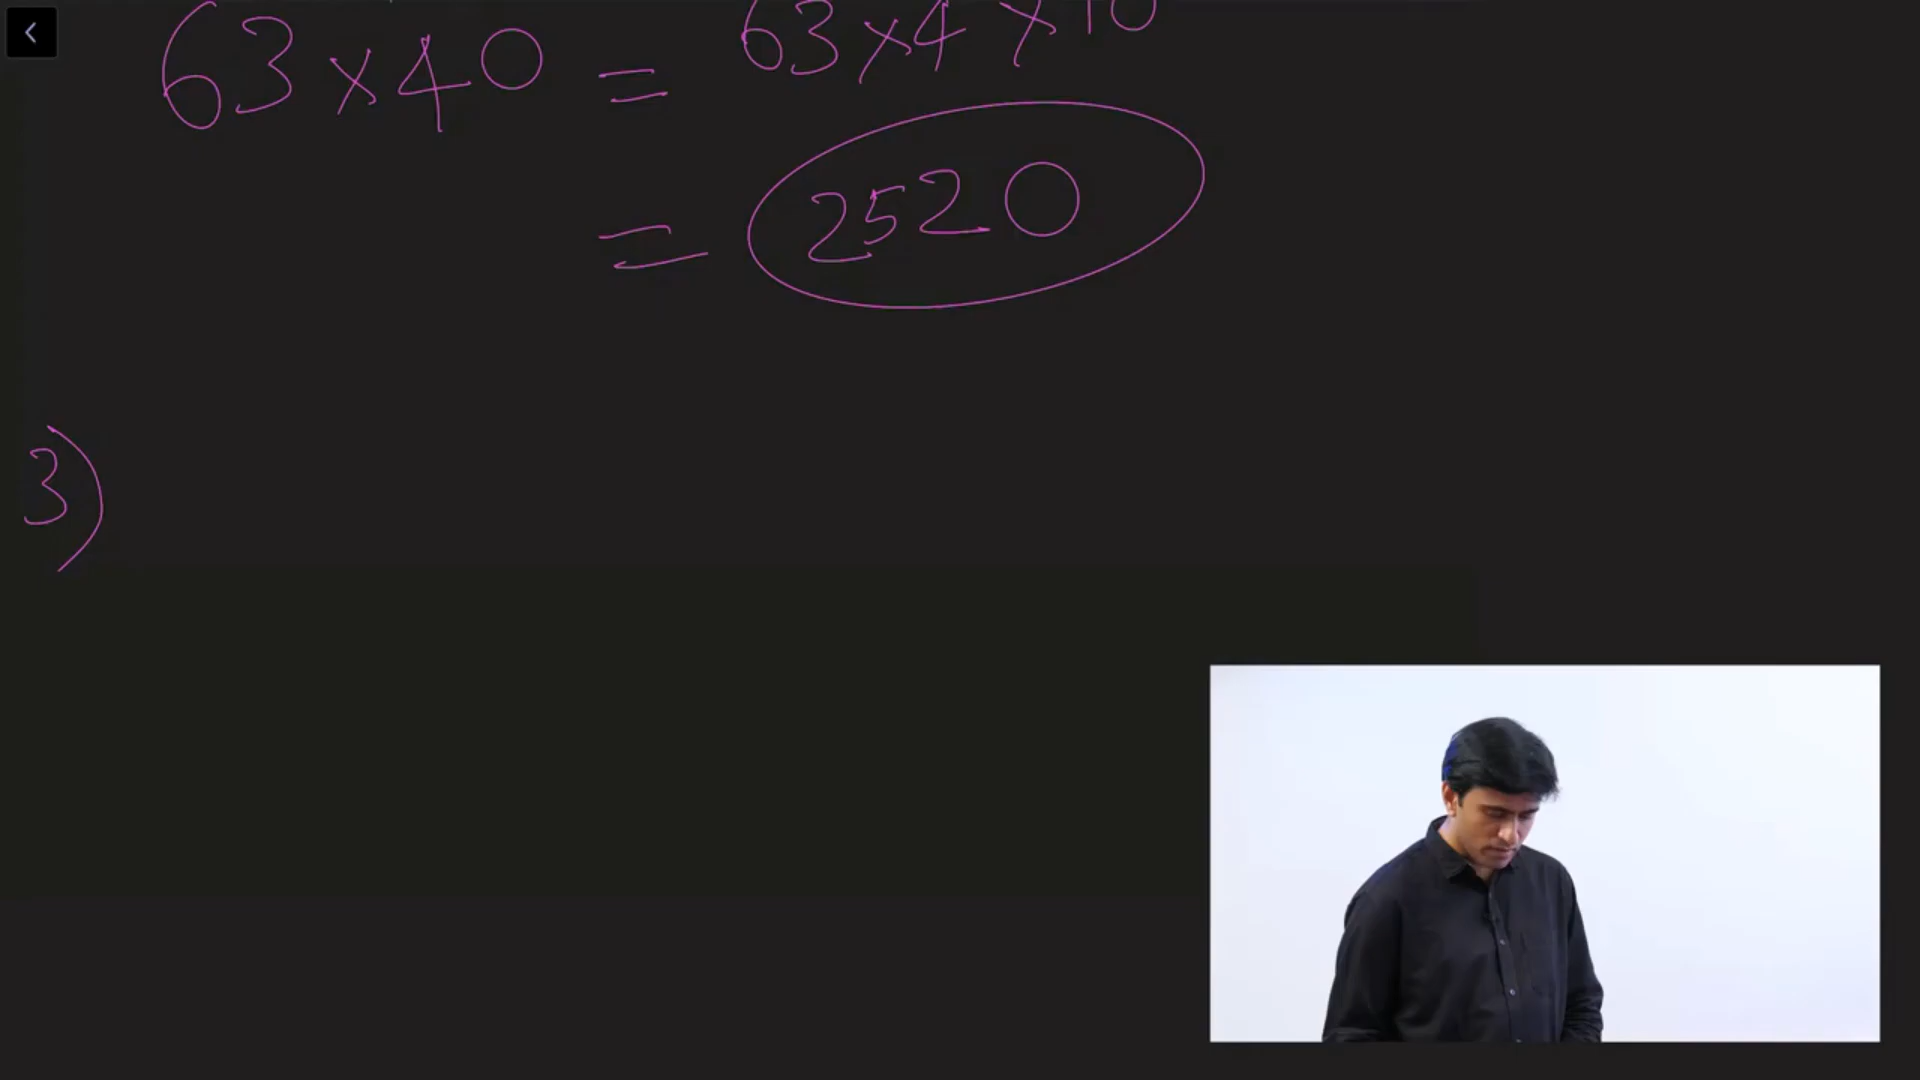 63×40 = 63×4×10
= 2520
3)